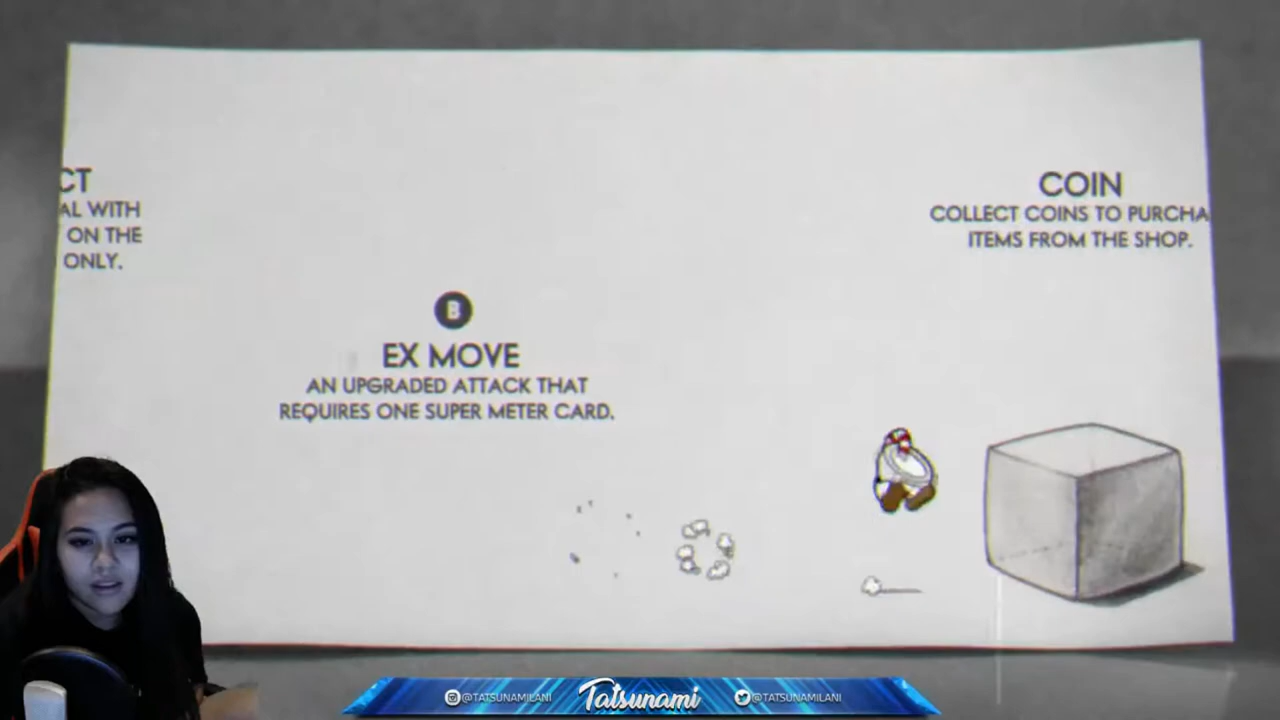 CT
AL WITH
ON THE
ONLY.
B
EX MOVE
AN UPGRADED ATTACK THAT
REQUIRES ONE SUPER METER CARD.
COIN
COLLECT COINS TO PURCHA
ITEMS FROM THE SHOP.
@TATSUNAMILANI
Tatsunami
@TATSUNAMILANI